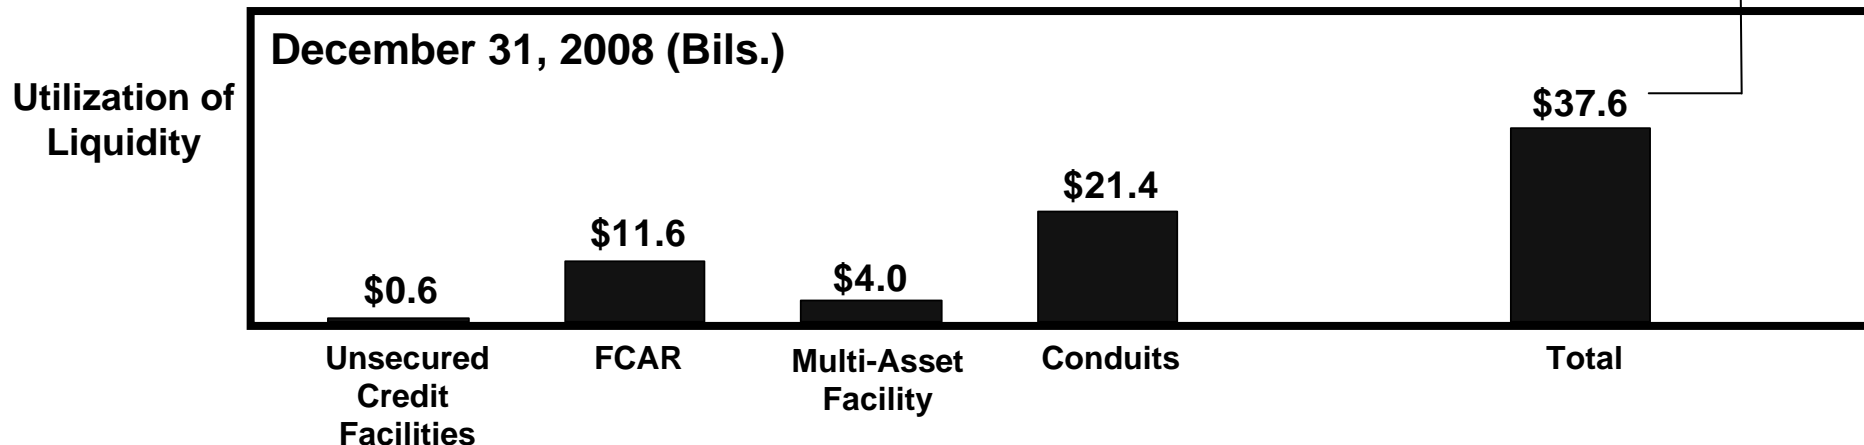 December 31, 2008 (Bils.)
Utilization of
Liquidity
$0.6
$11.6
$4.0
$21.4
$37.6
Unsecured
Credit
Facilities
FCAR
Multi-Asset
Facility
Conduits
Total